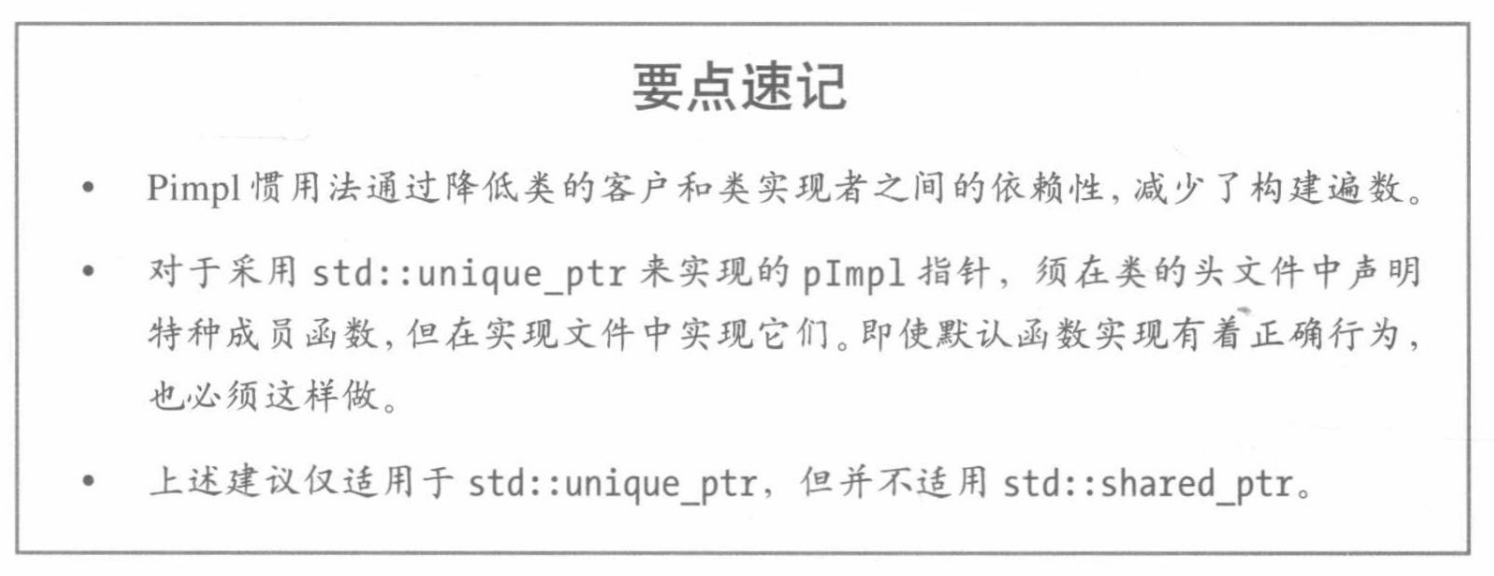 要点速记
• Pimpl 惯用法通过降低类的客户和类实现者之间的依赖性，减少了构建遍数。
• 对于采用 std::unique_ptr 来实现的 pImpl 指针，须在类的头文件中声明
特种成员函数，但在实现文件中实现它们。即使默认函数实现有着正确行为，
也必须这样做。
• 上述建议仅适用于 std::unique_ptr，但并不适用 std::shared_ptr。